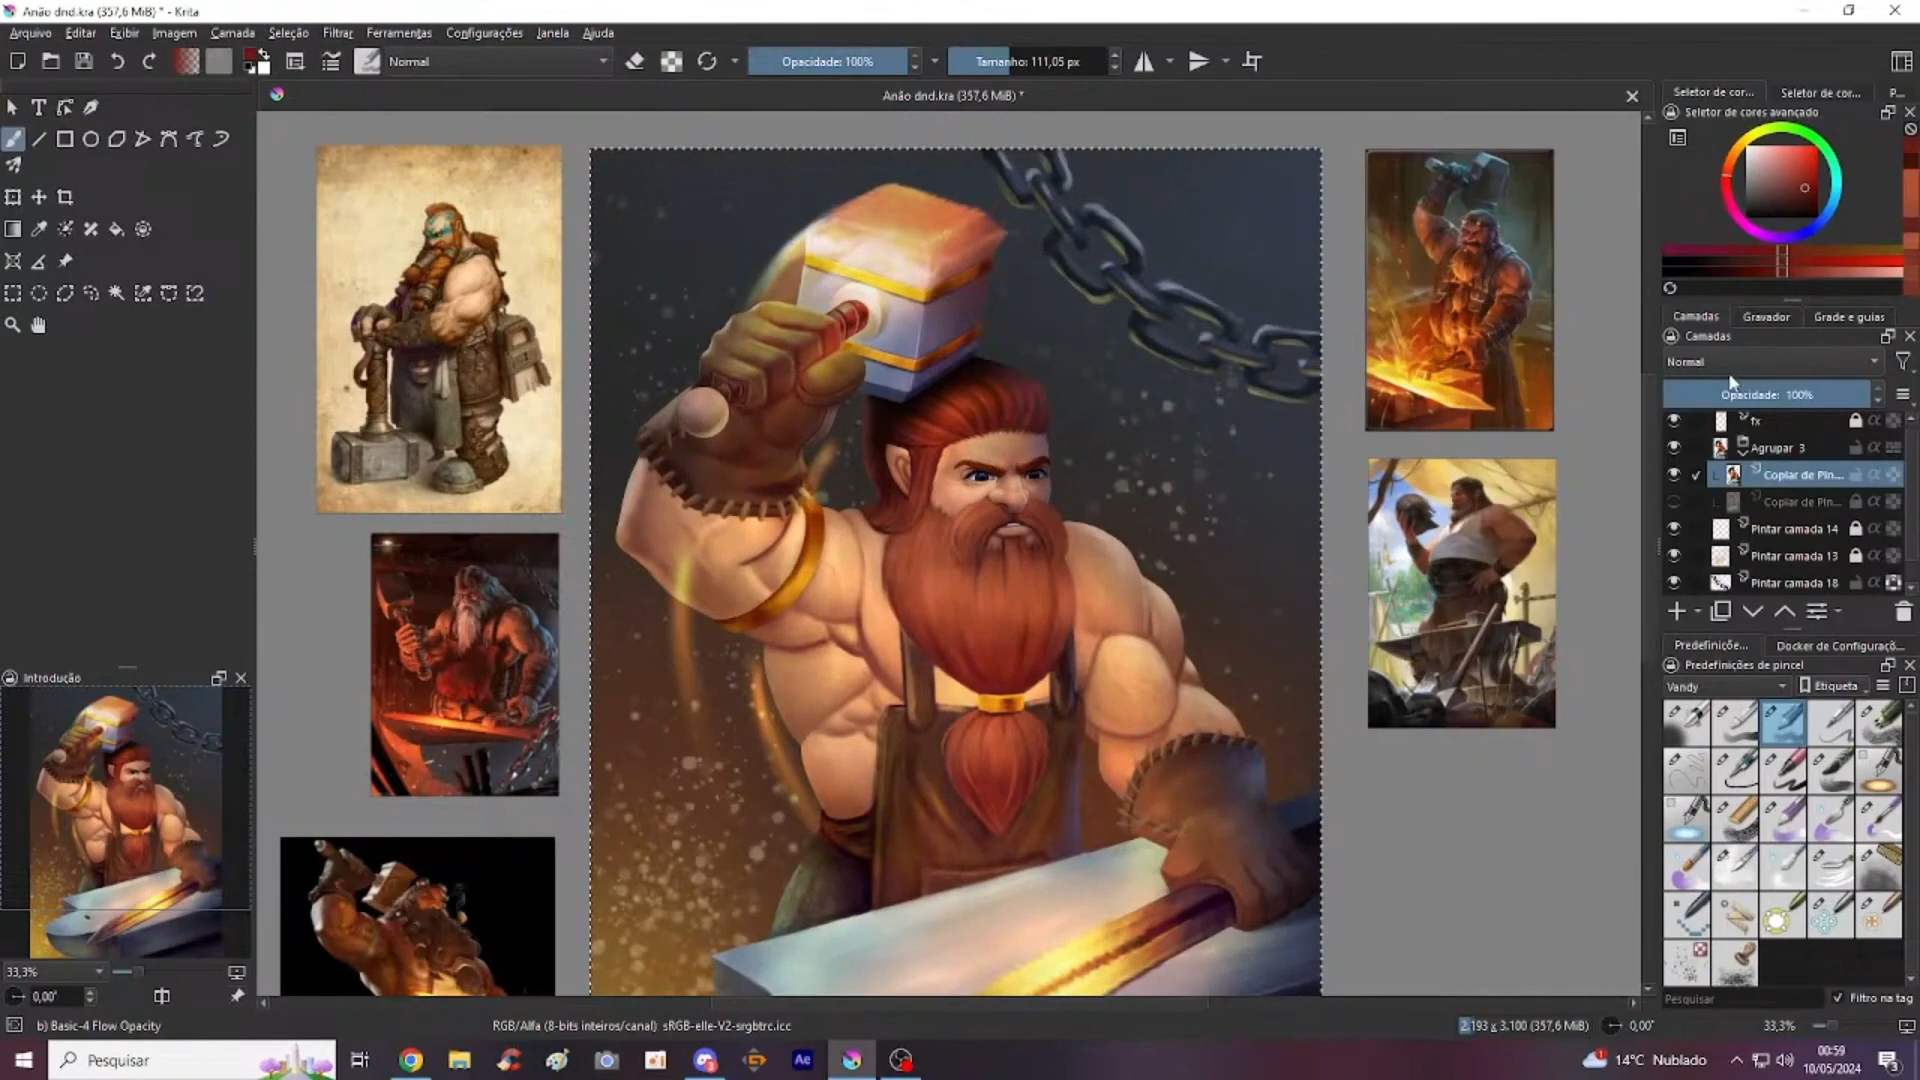 Anão dnd.kra (357,6 MiB) * - Krita
Arquivo Editar Exibir Imagem Camada Seleção Filtrar Ferramentas Configurações Janela Ajuda
Normal
Opacidade: 100%
Tamanho: 111,05 px
Anão dnd.kra (357,6 MiB) *
Seletor de cor... Seletor de cor... P...
Seletor de cores avançado
Camadas Gravador Grade e guias
Camadas
Normal
Opacidade: 100%
fx
Agrupar 3
Copiar de Pin...
Copiar de Pin...
Pintar camada 14
Pintar camada 13
Pintar camada 18
Predefiniçõe... Docker de Configuraçã...
Predefinições de pincel
Vandy
Etiqueta
Pesquisar
Filtro na tag
Introdução
33,3%
0,00°
b) Basic-4 Flow Opacity
RGB/Alfa (8-bits inteiros/canal) sRGB-elle-V2-srgbtrc.icc
2.193 x 3.100 (357,6 MiB)
0,00°
33,3%
Pesquisar
Ae
14°C Nublado
00:59
10/05/2024
3